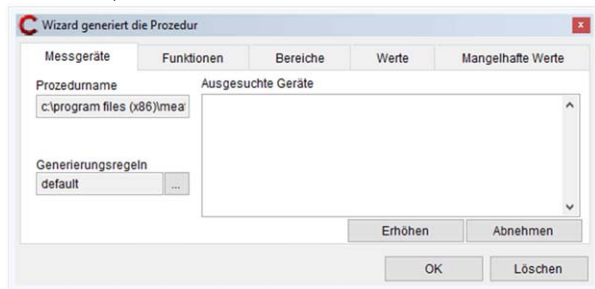 Wizard generiert die Prozedur
Messgeräte Funktionen Bereiche Werte Mangelhafte Werte
Prozedurname Ausgesuchte Geräte
c:\program files (x86)\mea
Generierungsregeln
default ...
Erhöhen Abnehmen
OK Löschen